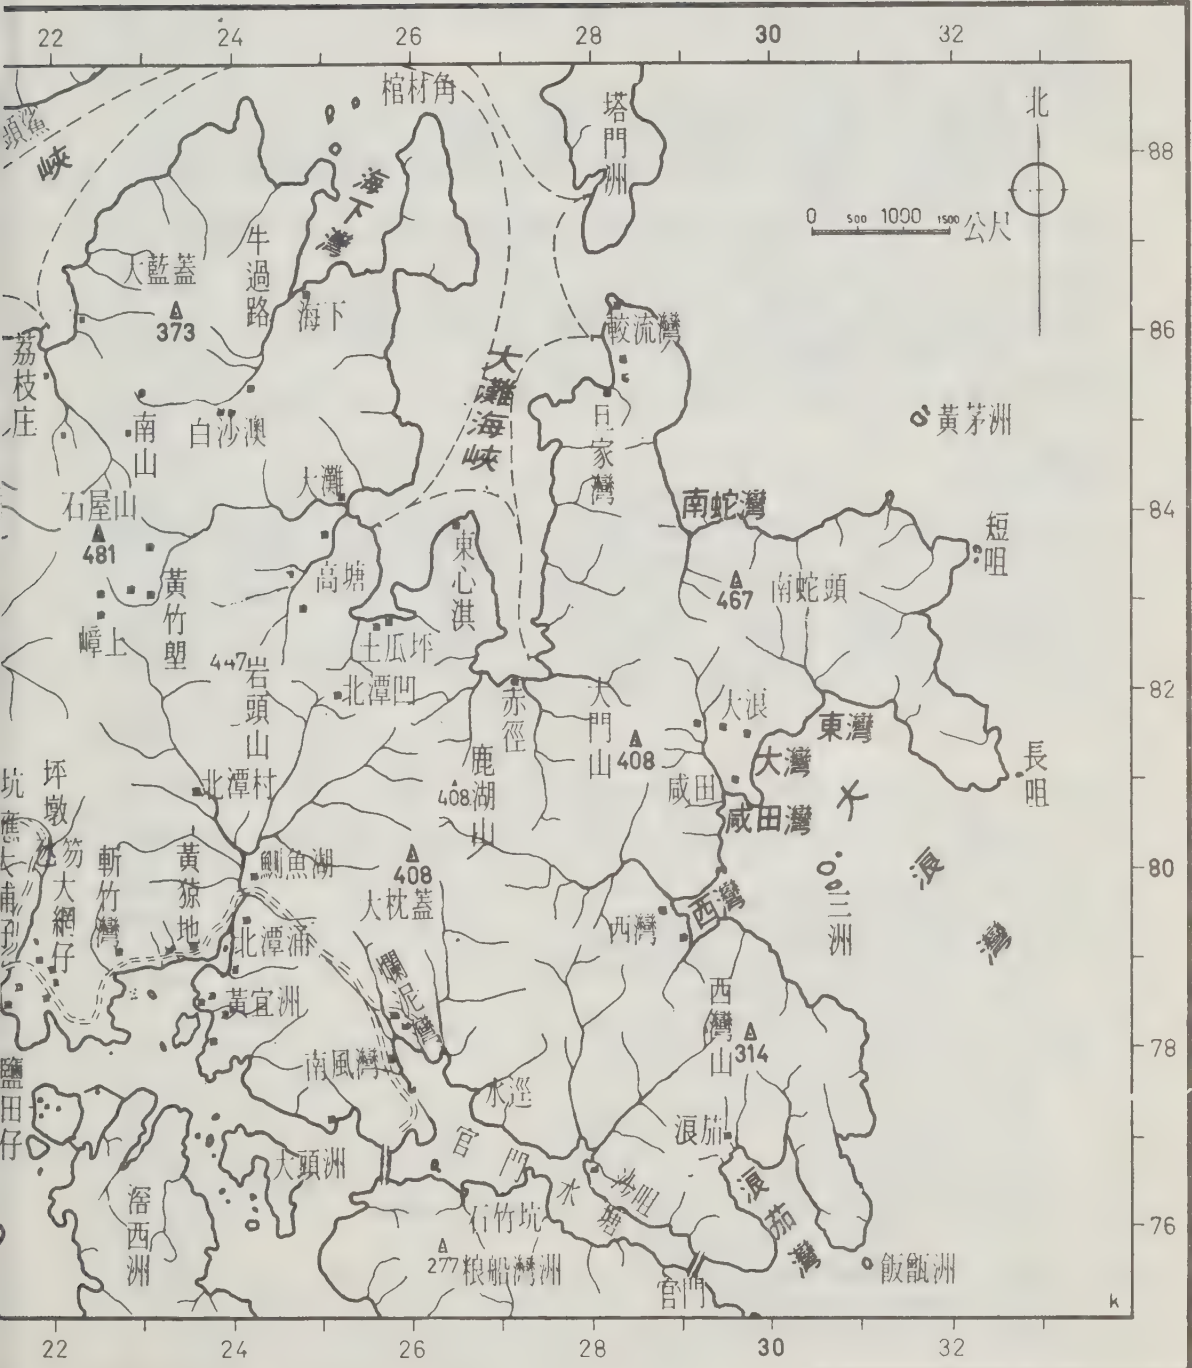 22 24 26 28 30 32
棺材角
塔門洲
北
峽
88
海下灣
0 500 1000 1500 公尺
牛過路
大藍蓋
373
海下
86
荔枝庄
較流灣
大灘海峽
黃茅洲
南山
白沙澳
大灘
石屋山
481
南蛇灣
84
短咀
東心淇
高塘
467
南蛇頭
黃竹塱
嶂上
土瓜坪
447
岩頭山
北潭凹
赤徑
大門山
408
大浪
82
東灣
大灣
長咀
鹿湖山
408
咸田
咸田灣
坪墩
北潭村
坑
大浪灣
笏大網仔
斬竹灣
黃猄地
鰂魚湖
408
大枕蓋
80
三洲
西灣
西灣
北潭涌
爛尼灣
黃宜洲
西灣山
314
78
南風灣
水涇
鹽田仔
浪茄
官門水塘
大頭洲
沙咀
浪茄灣
滘西洲
石竹坑
76
277
粮船灣洲
官門
飯甑洲
k
22 24 26 28 30 32